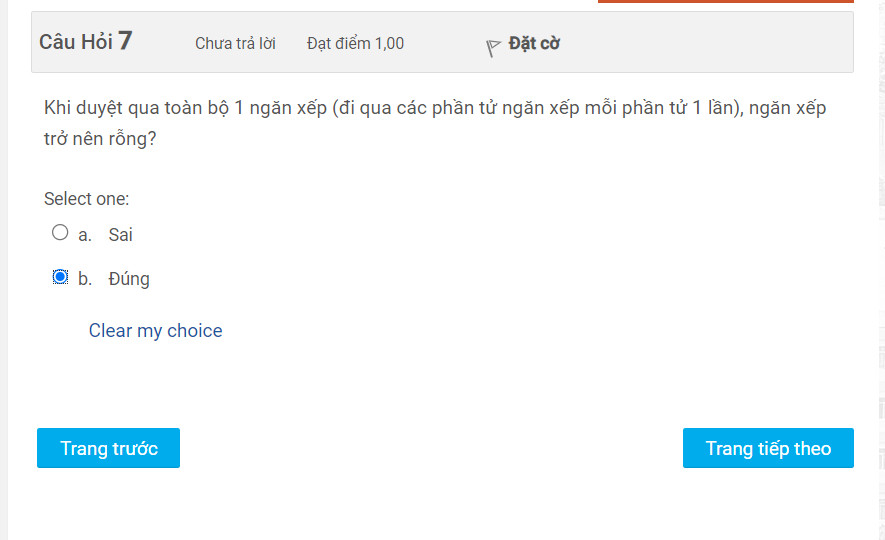 Câu Hỏi 7
Chưa trả lời
Đạt điểm 1,00
Đặt cờ
Khi duyệt qua toàn bộ 1 ngăn xếp (đi qua các phần tử ngăn xếp mỗi phần tử 1 lần), ngăn xếp
trở nên rỗng?
Select one:
a. Sai
b. Đúng
Clear my choice
Trang trước
Trang tiếp theo